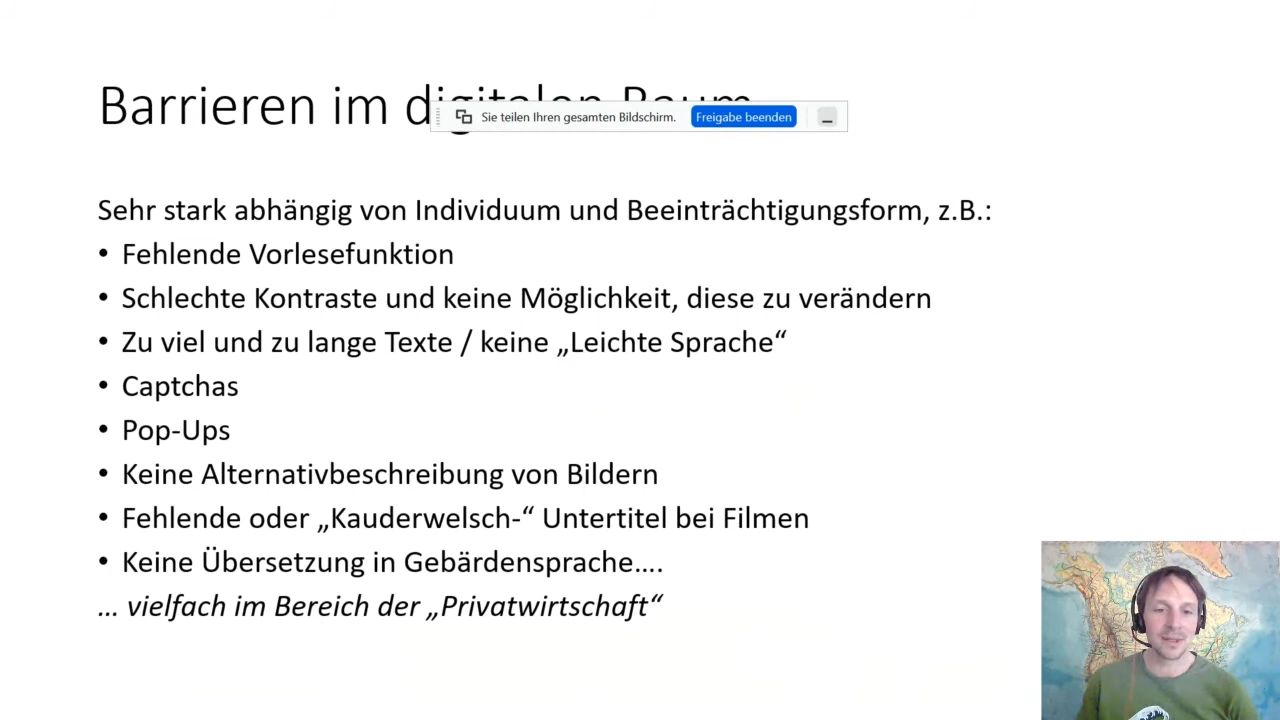 Barrieren im digitalen Raum
Sie teilen Ihren gesamten Bildschirm.
Freigabe beenden
Sehr stark abhängig von Individuum und Beeinträchtigungsform, z.B.:
• Fehlende Vorlesefunktion
• Schlechte Kontraste und keine Möglichkeit, diese zu verändern
• Zu viel und zu lange Texte / keine „Leichte Sprache“
• Captchas
• Pop-Ups
• Keine Alternativbeschreibung von Bildern
• Fehlende oder „Kauderwelsch-“ Untertitel bei Filmen
• Keine Übersetzung in Gebärdensprache….
… vielfach im Bereich der „Privatwirtschaft“